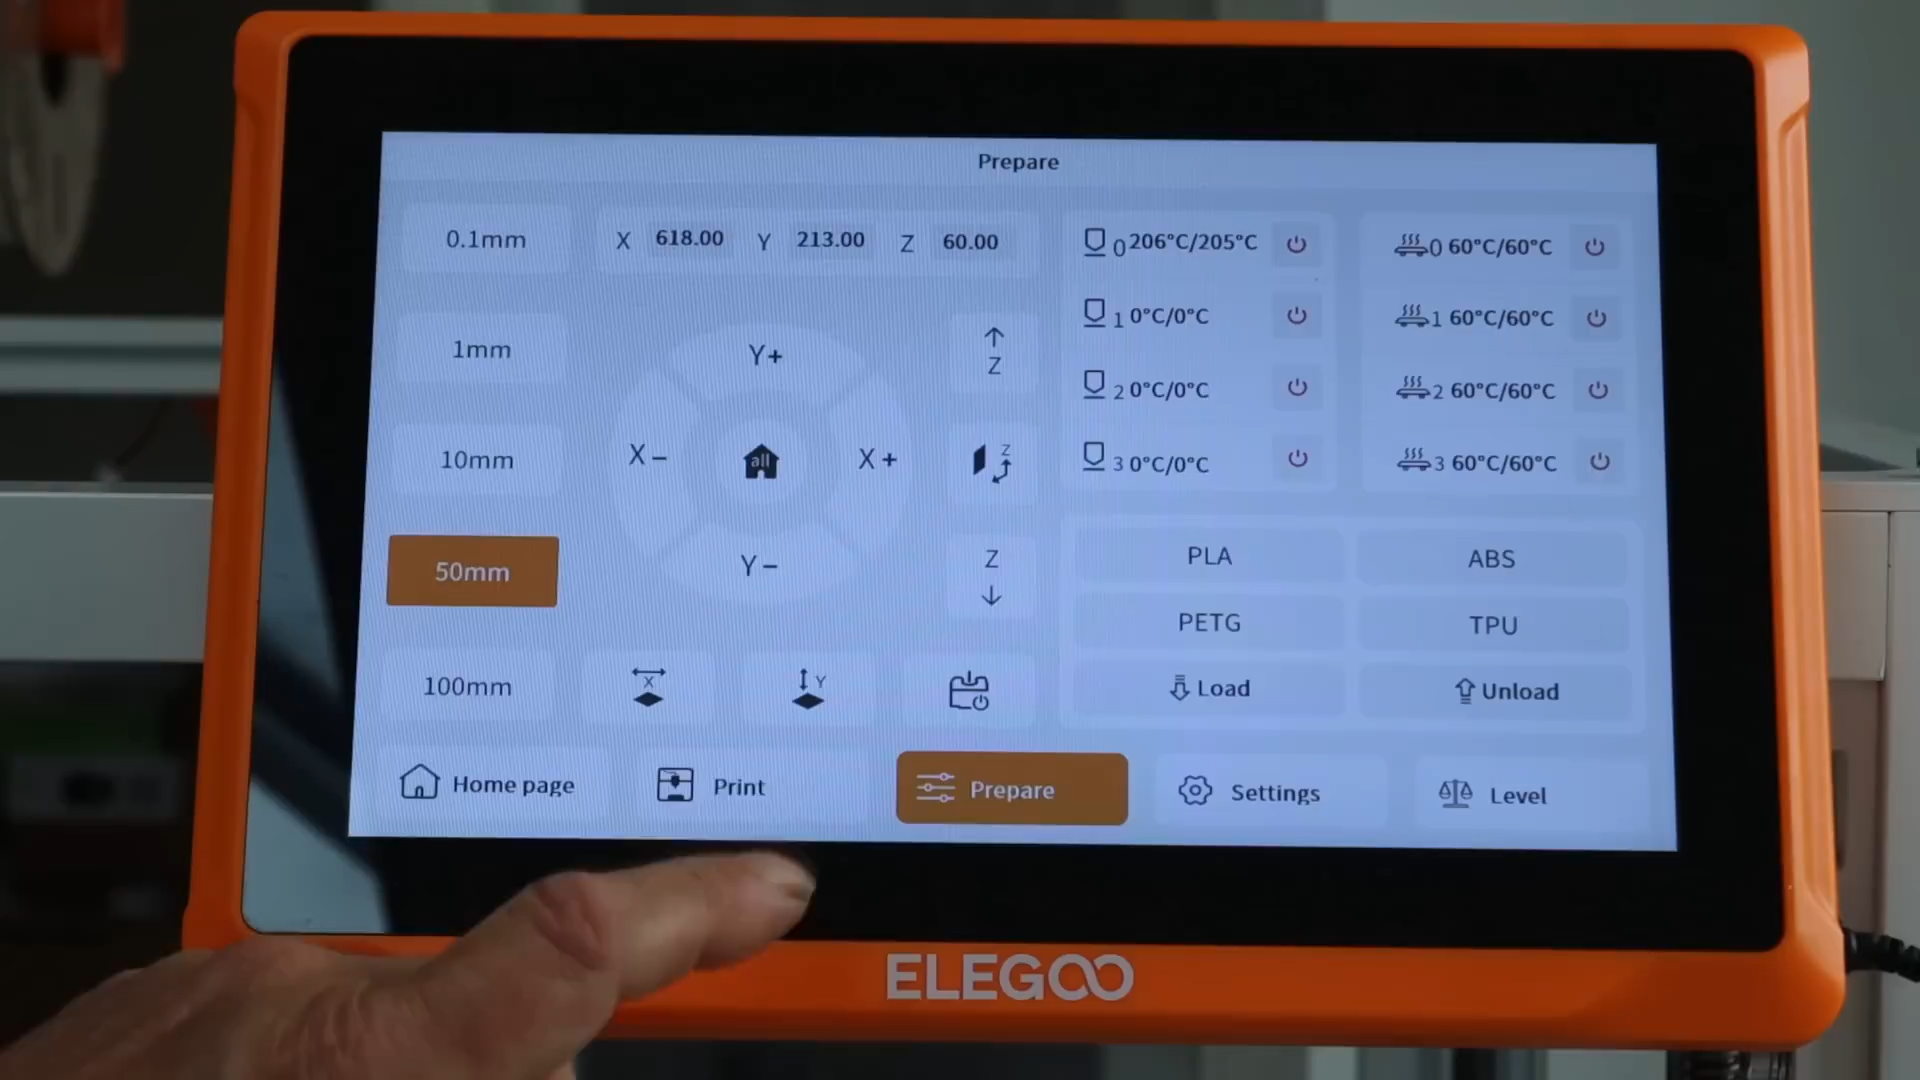 Prepare
0.1mm
X 618.00 Y 213.00 Z 60.00
0 206°C/205°C
0 60°C/60°C
1 0°C/0°C
1 60°C/60°C
1mm
Y+
Z
2 0°C/0°C
2 60°C/60°C
10mm
X-
all
X+
Z
3 0°C/0°C
3 60°C/60°C
50mm
Y-
Z
PLA
ABS
PETG
TPU
100mm
X
Y
Load
Unload
Home page
Print
Prepare
Settings
Level
ELEGOO